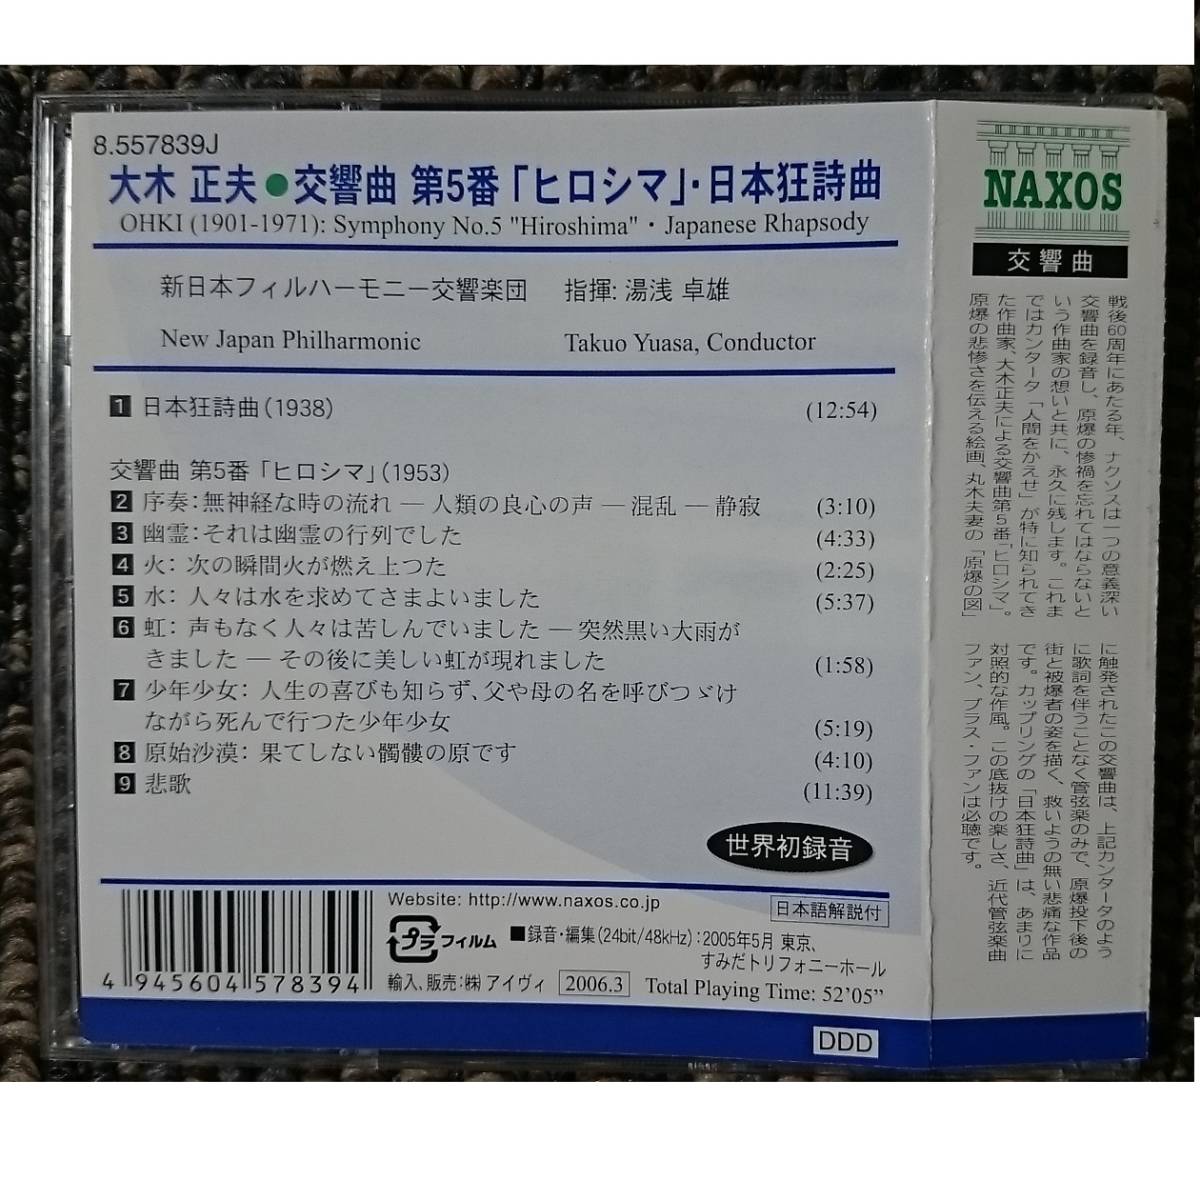 8.557839J
大木 正夫●交響曲 第5番「ヒロシマ」・日本狂詩曲
OHKI (1901-1971): Symphony No.5 "Hiroshima"・Japanese Rhapsody
新日本フィルハーモニー交響楽団 指揮: 湯浅 卓雄
New Japan Philharmonic Takuo Yuasa, Conductor
1 日本狂詩曲(1938) (12:54)
交響曲 第5番「ヒロシマ」(1953)
2 序奏: 無神経な時の流れ ― 人類の良心の声 ― 混乱 ― 静寂 (3:10)
3 幽霊: それは幽霊の行列でした (4:33)
4 火: 次の瞬間火が燃え上つた (2:25)
5 水: 人々は水を求めてさまよいました (5:37)
6 虹: 声もなく人々は苦しんでいました ― 突然黒い大雨が
きました ― その後に美しい虹が現れました (1:58)
7 少年少女: 人生の喜びも知らず、父や母の名を呼びつゞけ
ながら死んで行つた少年少女 (5:19)
8 原始沙漠: 果てしない髑髏の原です (4:10)
9 悲歌 (11:39)
世界初録音
Website: http://www.naxos.co.jp
日本語解説付
プラ フィルム ■録音・編集(24bit/48kHz):2005年5月 東京、
すみだトリフォニーホール
4 945604 578394
輸入、販売:㈱ アイヴィ 2006.3 Total Playing Time: 52'05"
DDD
NAXOS
交響曲
戦後60周年にあたる年、ナクソスは一つの意義深い
交響曲を録音し、原爆の惨禍を忘れてはならないと
いう作曲家の想いと共に、永久に残します。これま
ではカンタータ「人間をかえせ」が特に知られてき
た作曲家、大木正夫による交響曲第5番「ヒロシマ」。
原爆の悲惨さを伝える絵画、丸木夫妻の「原爆の図」
に触発されたこの交響曲は、上記カンタータのよう
に歌詞を伴うことなく管弦楽のみで、原爆投下後の
街と被爆者の姿を描く、救いようの無い悲痛な作品
です。カップリングの「日本狂詩曲」は、あまりに
対照的な作風。この底抜けの楽しさ、近代管弦楽曲
ファン、ブラス・ファンは必聴です。